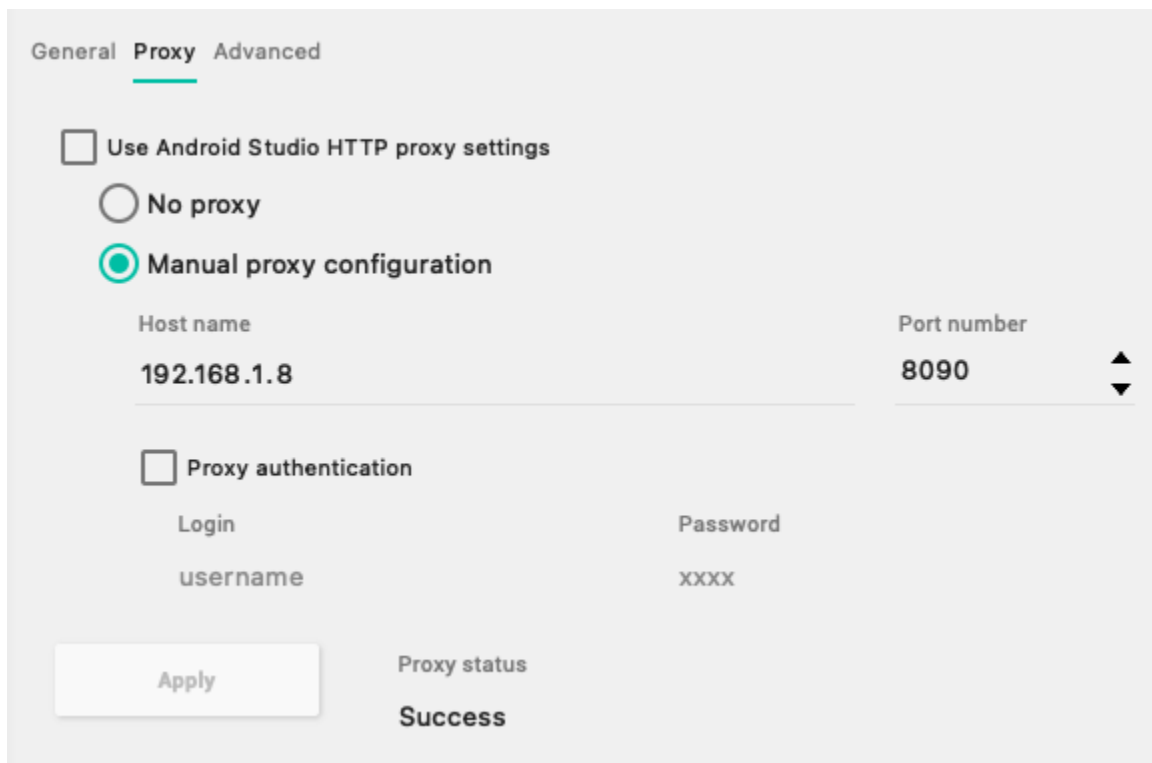 General Proxy Advanced
Use Android Studio HTTP proxy settings
No proxy
Manual proxy configuration
Host name Port number
192.168.1.8 8090
Proxy authentication
Login Password
username xxxx
Apply Proxy status
Success